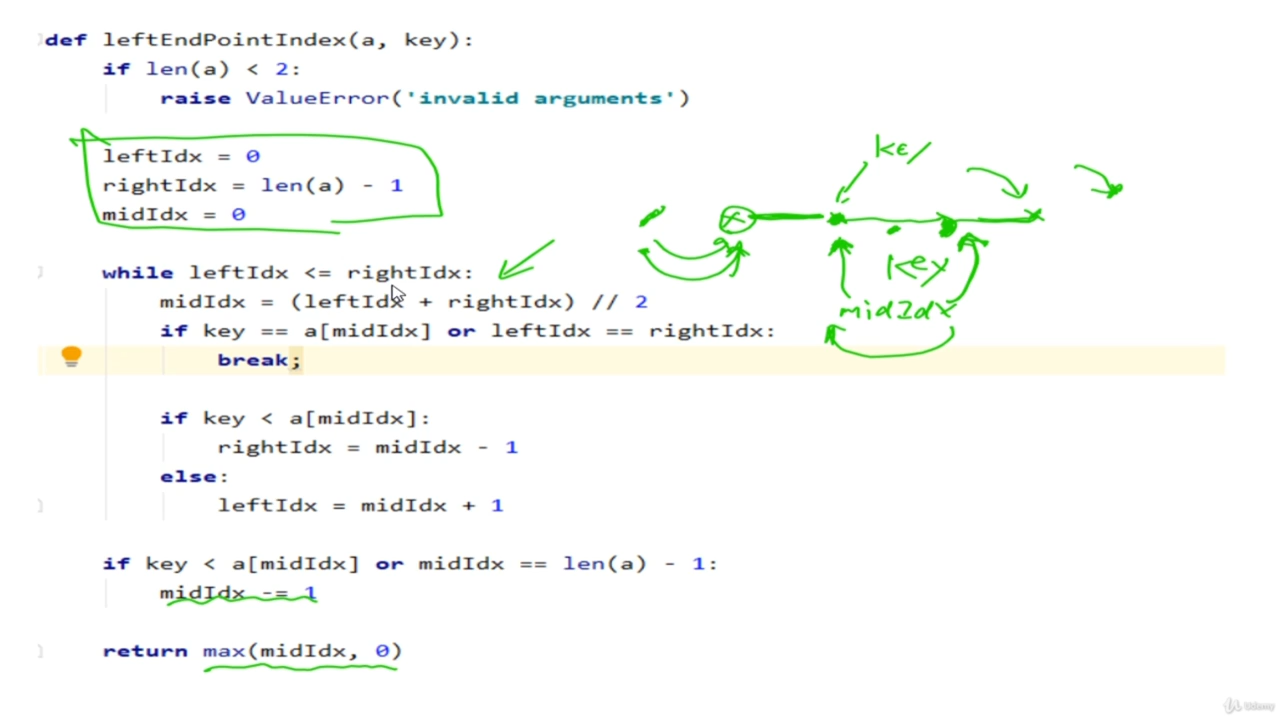 def leftEndPointIndex(a, key):
if len(a) < 2:
raise ValueError('invalid arguments')
leftIdx = 0
rightIdx = len(a) - 1
midIdx = 0
while leftIdx <= rightIdx:
midIdx = (leftIdx + rightIdx) // 2
if key == a[midIdx] or leftIdx == rightIdx:
break;
if key < a[midIdx]:
rightIdx = midIdx - 1
else:
leftIdx = midIdx + 1
if key < a[midIdx] or midIdx == len(a) - 1:
midIdx -= 1
return max(midIdx, 0)
key
x x
key
midIdx
Udemy